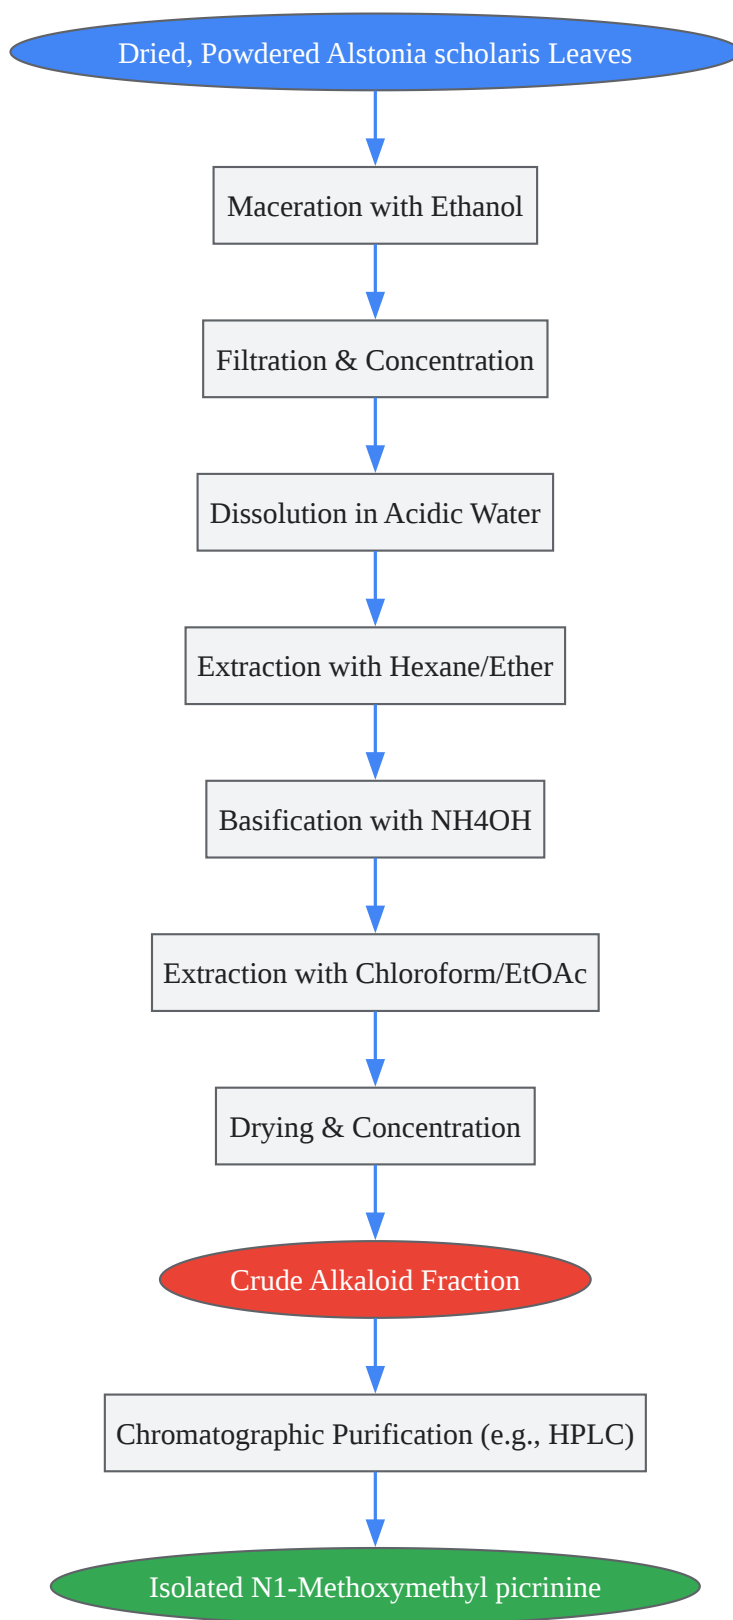 Dried, Powdered Alstonia scholaris Leaves
Maceration with Ethanol
Filtration & Concentration
Dissolution in Acidic Water
Extraction with Hexane/Ether
Basification with NH4OH
Extraction with Chloroform/EtOAc
Drying & Concentration
Crude Alkaloid Fraction
Chromatographic Purification (e.g., HPLC)
Isolated N1-Methoxymethyl picrinine